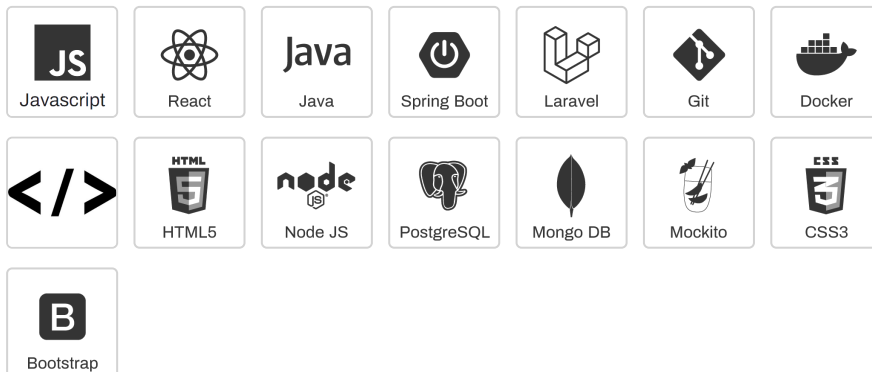 JS
Javascript
React
Java
Java
Spring Boot
Laravel
Git
Docker
</>
HTML
5
HTML5
node
JS
Node JS
PostgreSQL
Mongo DB
Mockito
CSS
3
CSS3
B
Bootstrap